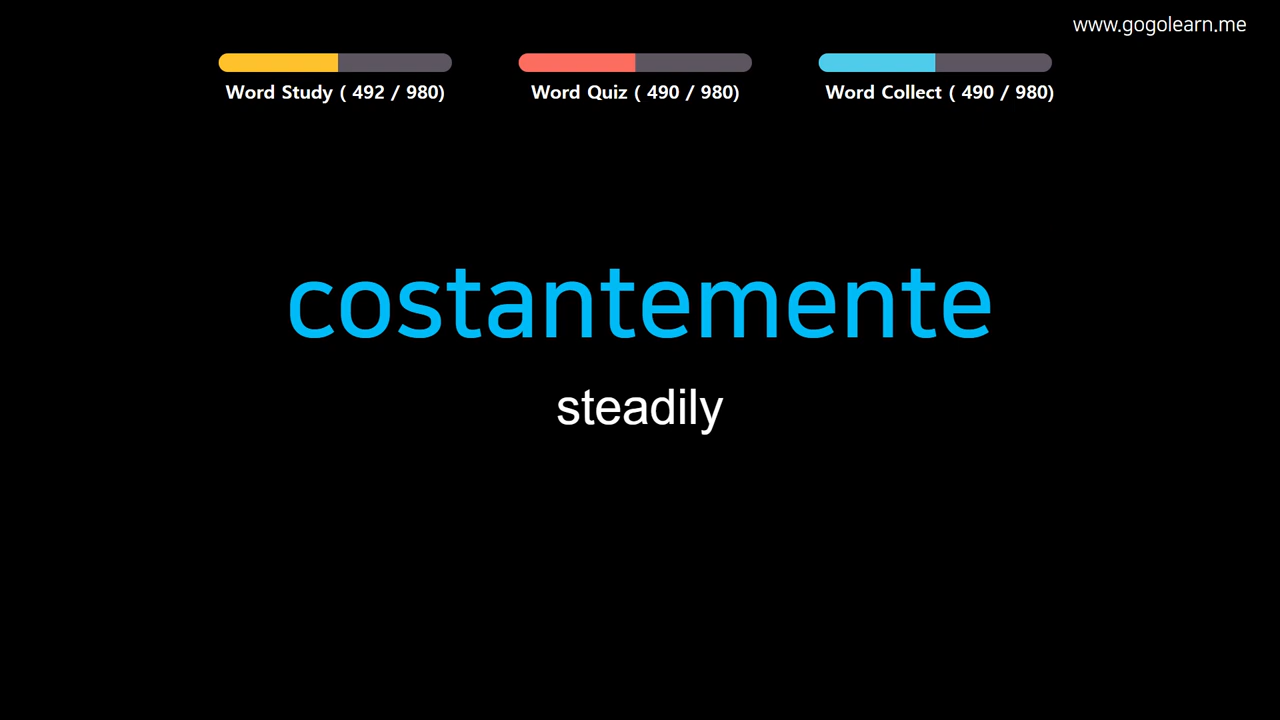 www.gogolearn.me
Word Study ( 492 / 980)
Word Quiz ( 490 / 980)
Word Collect ( 490 / 980)
costantemente
steadily